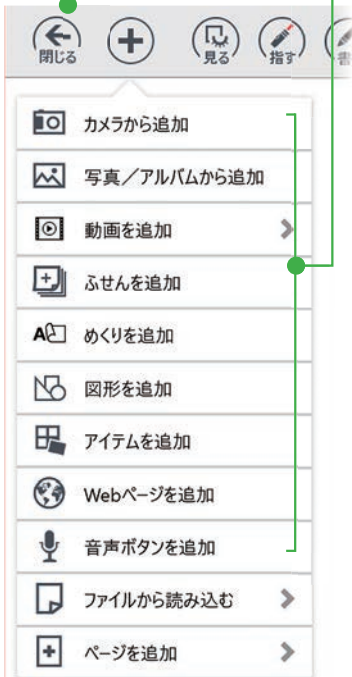 閉じる
見る
指す
書
カメラから追加
写真／アルバムから追加
動画を追加
ふせんを追加
めくりを追加
図形を追加
アイテムを追加
Webページを追加
音声ボタンを追加
ファイルから読み込む
ページを追加